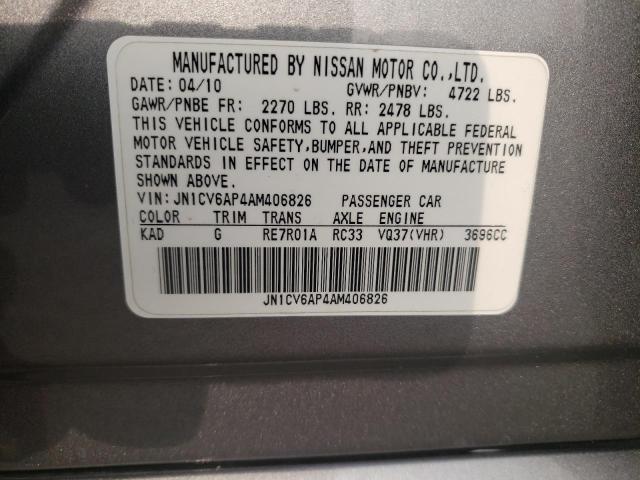 MANUFACTURED BY NISSAN MOTOR CO.,LTD.
DATE: 04/10 GVWR/PNBV: 4722 LBS.
GAWR/PNBE FR: 2270 LBS. RR: 2478 LBS.
THIS VEHICLE CONFORMS TO ALL APPLICABLE FEDERAL
MOTOR VEHICLE SAFETY,BUMPER,AND THEFT PREVENTION
STANDARDS IN EFFECT ON THE DATE OF MANUFACTURE
SHOWN ABOVE.
VIN: JN1CV6AP4AM406826 PASSENGER CAR
COLOR TRIM TRANS AXLE ENGINE
KAD G RE7R01A RC33 VQ37(VHR) 3696CC
JN1CV6AP4AM406826